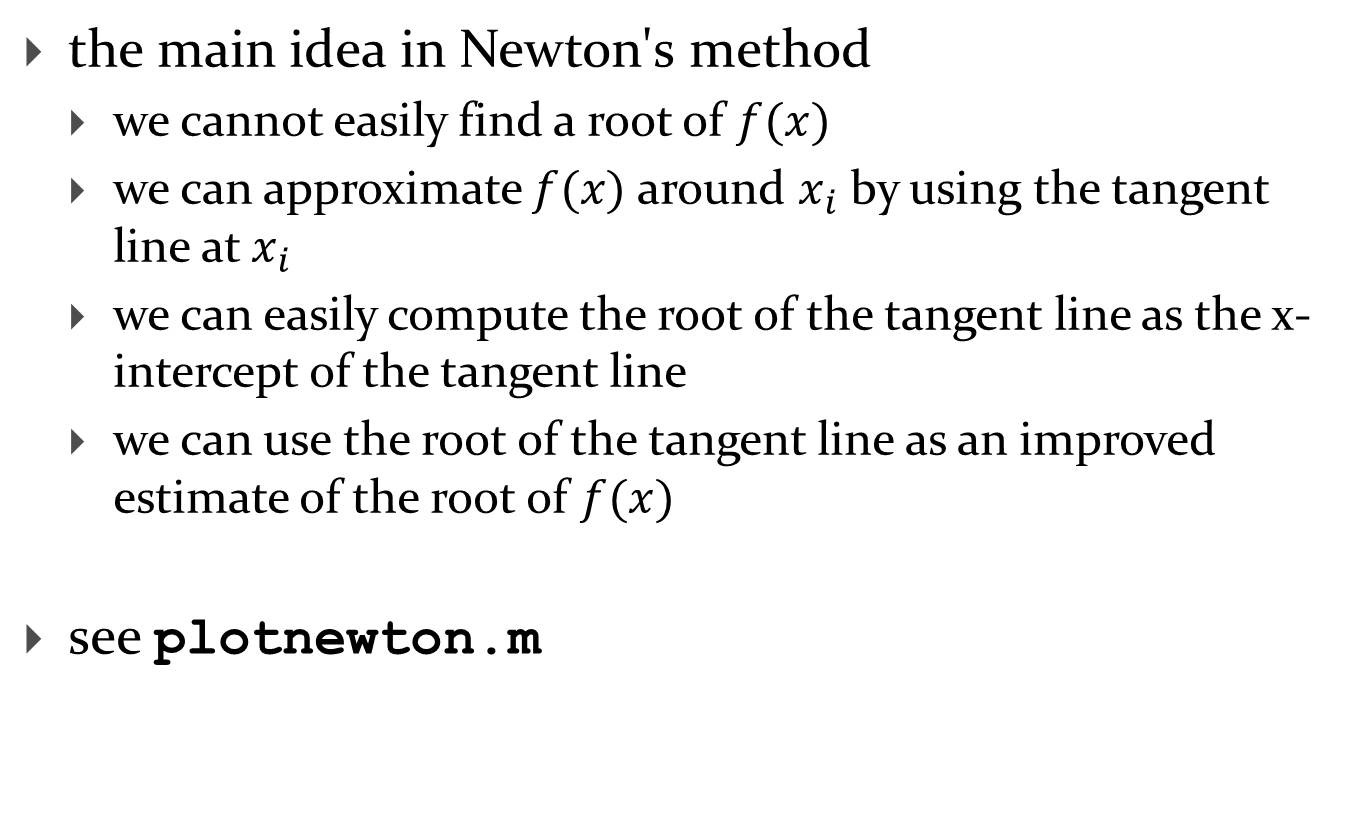 the main idea in Newton's method
we cannot easily find a root of f(x)
we can approximate f(x) around xᵢ by using the tangent
line at xᵢ
we can easily compute the root of the tangent line as the x-
intercept of the tangent line
we can use the root of the tangent line as an improved
estimate of the root of f(x)
see plotnewton.m